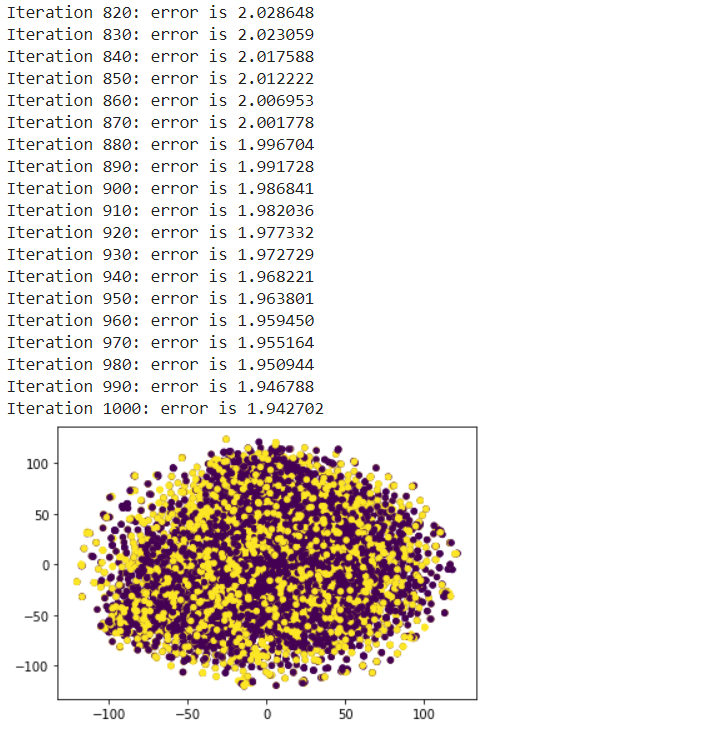 Iteration 820: error is 2.028648
Iteration 830: error is 2.023059
Iteration 840: error is 2.017588
Iteration 850: error is 2.012222
Iteration 860: error is 2.006953
Iteration 870: error is 2.001778
Iteration 880: error is 1.996704
Iteration 890: error is 1.991728
Iteration 900: error is 1.986841
Iteration 910: error is 1.982036
Iteration 920: error is 1.977332
Iteration 930: error is 1.972729
Iteration 940: error is 1.968221
Iteration 950: error is 1.963801
Iteration 960: error is 1.959450
Iteration 970: error is 1.955164
Iteration 980: error is 1.950944
Iteration 990: error is 1.946788
Iteration 1000: error is 1.942702
100
50
0
−50
−100
−100 −50 0 50 100